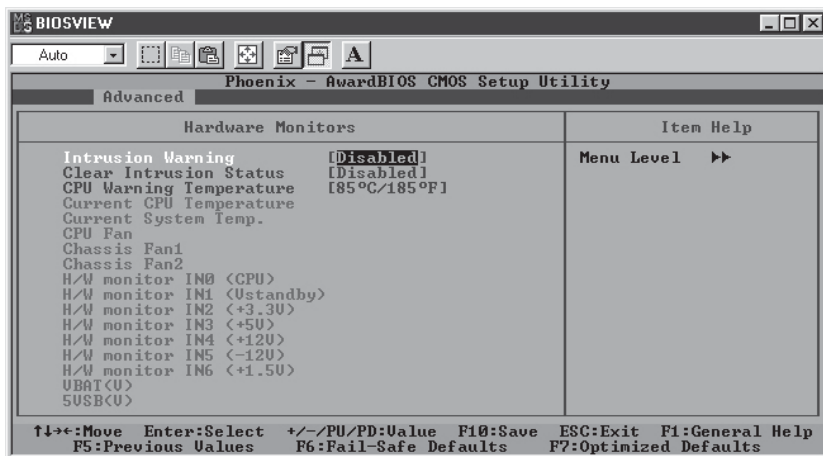 BIOSVIEW
Auto
A
Phoenix - AwardBIOS CMOS Setup Utility
Advanced
Hardware Monitors
Item Help
Intrusion Warning [Disabled]
Menu Level ►►
Clear Intrusion Status [Disabled]
CPU Warning Temperature [85ºC/185ºF]
Current CPU Temperature
Current System Temp.
CPU Fan
Chassis Fan1
Chassis Fan2
H/W monitor IN0 (CPU)
H/W monitor IN1 (Vstandby)
H/W monitor IN2 (+3.3V)
H/W monitor IN3 (+5V)
H/W monitor IN4 (+12V)
H/W monitor IN5 (-12V)
H/W monitor IN6 (+1.5V)
VBAT(V)
5VSB(V)
↑↓→←:Move Enter:Select +/-/PU/PD:Value F10:Save ESC:Exit F1:General Help
F5:Previous Values F6:Fail-Safe Defaults F7:Optimized Defaults